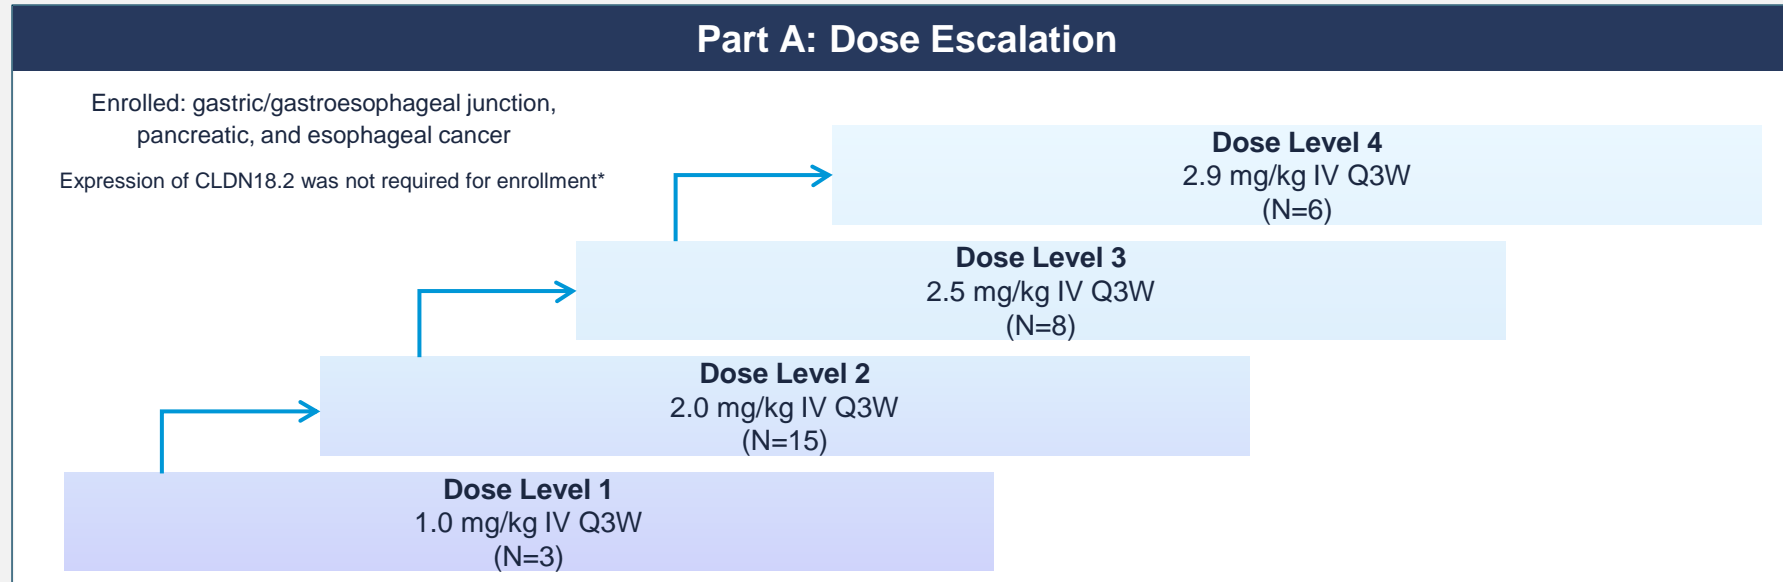 Part A: Dose Escalation
Enrolled: gastric/gastroesophageal junction,
pancreatic, and esophageal cancer
Expression of CLDN18.2 was not required for enrollment*
Dose Level 4
2.9 mg/kg IV Q3W
(N=6)
Dose Level 3
2.5 mg/kg IV Q3W
(N=8)
Dose Level 2
2.0 mg/kg IV Q3W
(N=15)
Dose Level 1
1.0 mg/kg IV Q3W
(N=3)